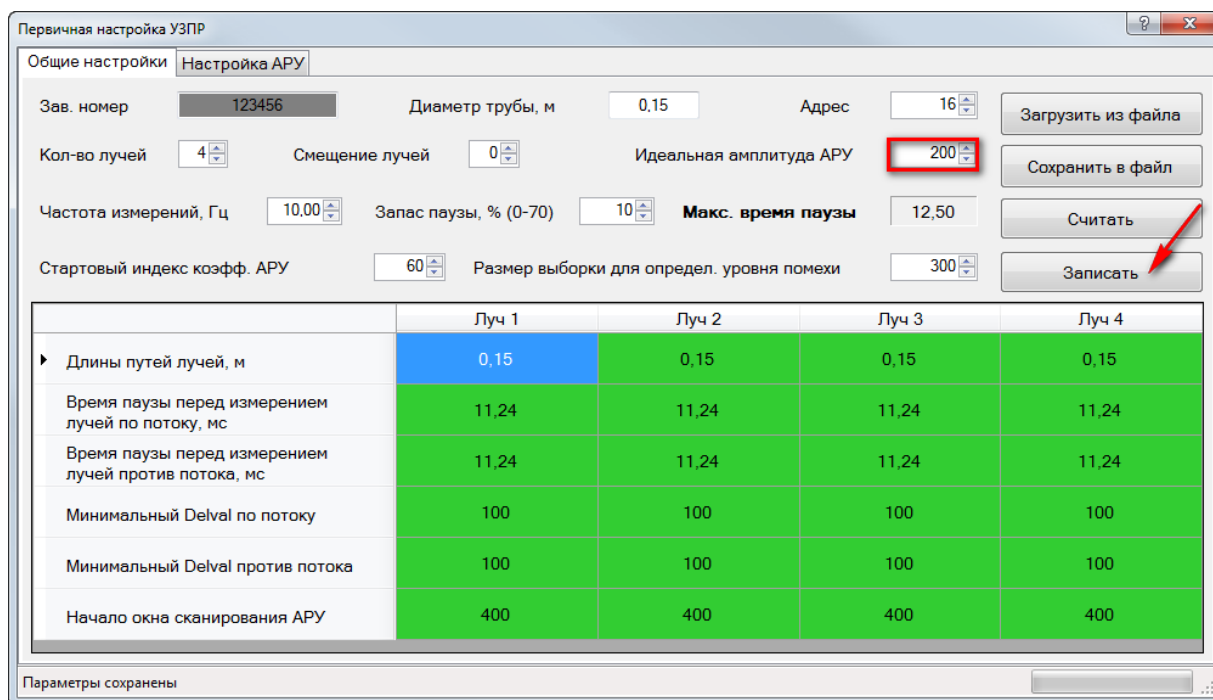 Первичная настройка УЗПР
Общие настройки Настройка АРУ
Зав. номер 123456 Диаметр трубы, м 0,15 Адрес 16 Загрузить из файла
Кол-во лучей 4 Смещение лучей 0 Идеальная амплитуда АРУ 200 Сохранить в файл
Частота измерений, Гц 10,00 Запас паузы, % (0-70) 10 Макс. время паузы 12,50 Считать
Стартовый индекс коэфф. АРУ 60 Размер выборки для определ. уровня помехи 300 Записать
Луч 1 Луч 2 Луч 3 Луч 4
Длины путей лучей, м 0,15 0,15 0,15 0,15
Время паузы перед измерением
лучей по потоку, мс 11,24 11,24 11,24 11,24
Время паузы перед измерением
лучей против потока, мс 11,24 11,24 11,24 11,24
Минимальный Delval по потоку 100 100 100 100
Минимальный Delval против потока 100 100 100 100
Начало окна сканирования АРУ 400 400 400 400
Параметры сохранены